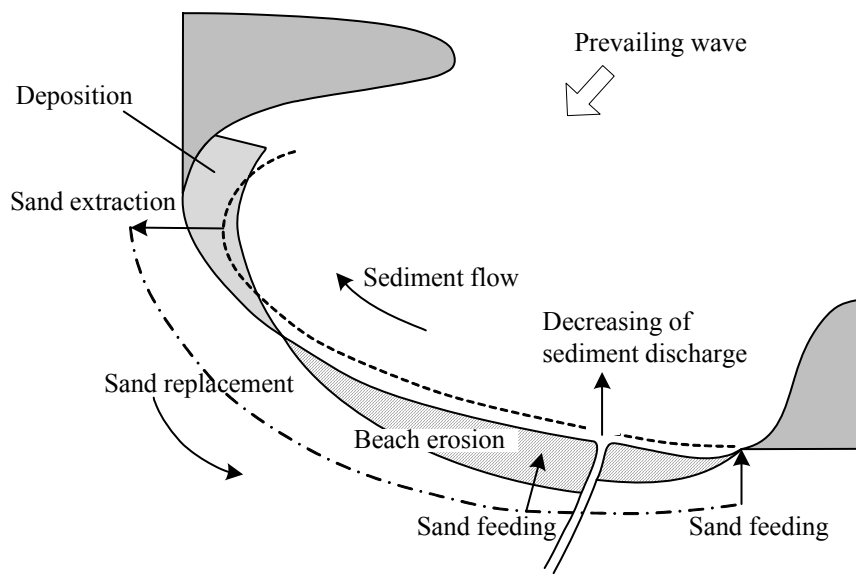 Prevailing wave
Deposition
Sand extraction
Sediment flow
Decreasing of
sediment discharge
Sand replacement
Beach erosion
Sand feeding
Sand feeding